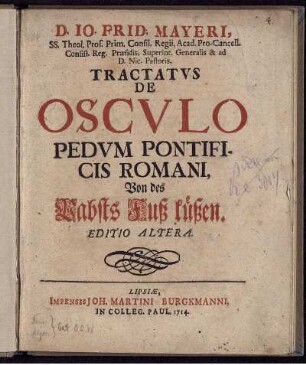 D. IO. FRID. MAYERI,
SS. Theol. Prof. Prim. Consil. Regii, Acad. Pro-Cancell.
Consist. Reg. Præsidis, Superint. Generalis & ad
D. Nic. Pastoris.
TRACTATVS
DE
OSCVLO
PEDVM PONTIFI-
CIS ROMANI,
Von des
Pabsts Fuß küßen.
EDITIO ALTERA.
LIPSIÆ,
IMPENSIS JOH. MARTINI BURGKMANNI,
IN COLLEG. PAUL. 1714.